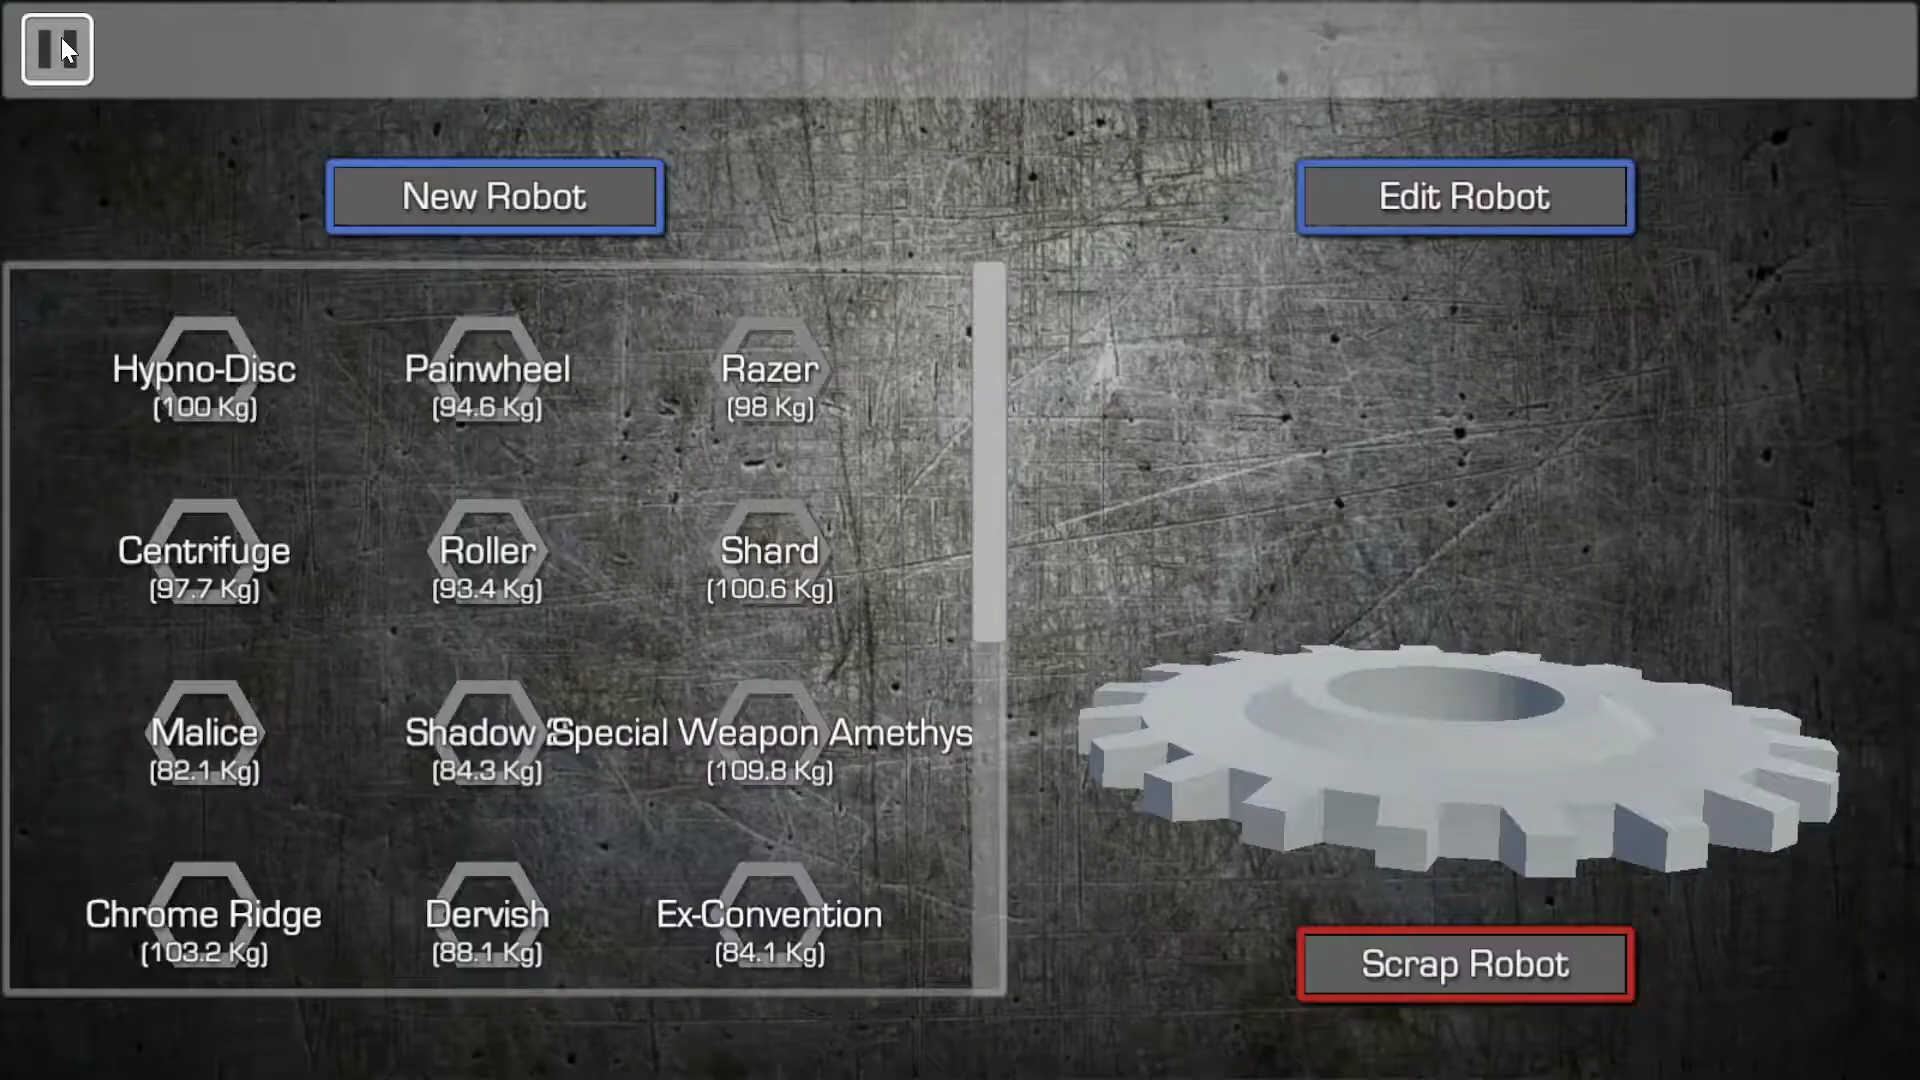 New Robot
Edit Robot
Hypno-Disc
(100 Kg)
Painwheel
(94.6 Kg)
Razer
(98 Kg)
Centrifuge
(97.7 Kg)
Roller
(93.4 Kg)
Shard
(100.6 Kg)
Malice
(82.1 Kg)
Shadow
(84.3 Kg)
Special Weapon Amethys
(109.8 Kg)
Chrome Ridge
(103.2 Kg)
Dervish
(88.1 Kg)
Ex-Convention
(84.1 Kg)
Scrap Robot